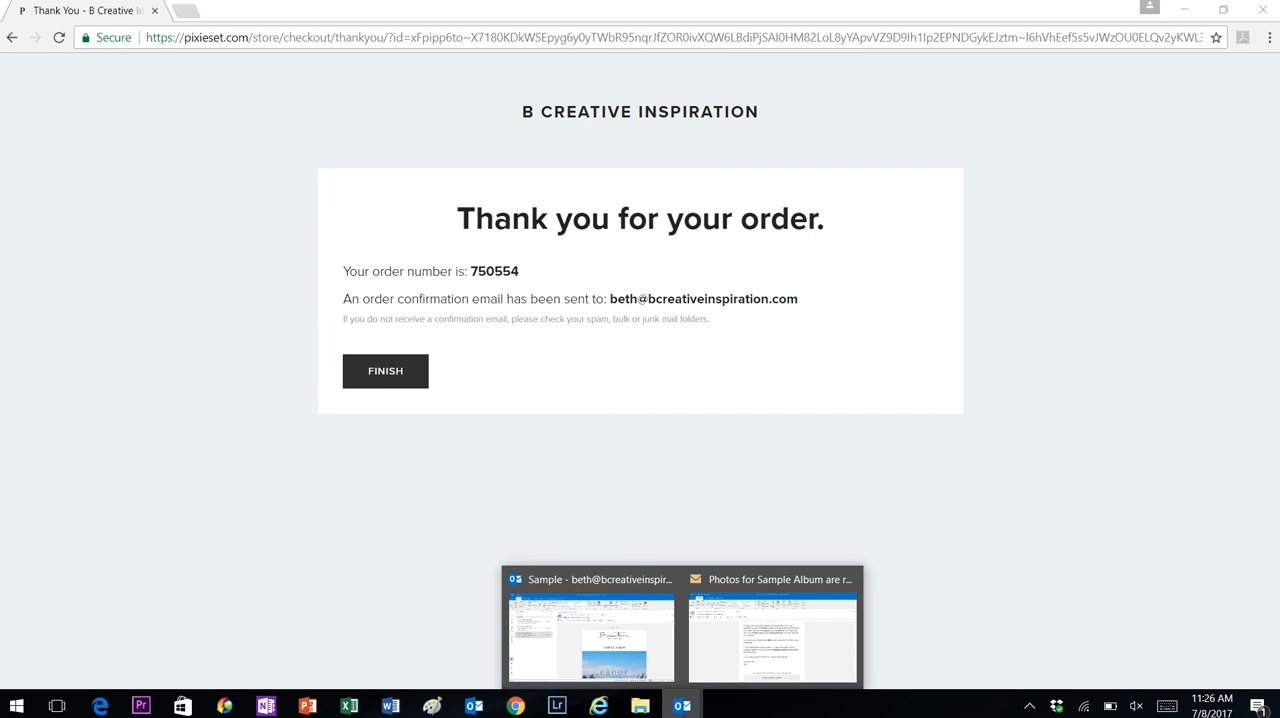 P Thank You - B Creative In
Secure https://pixieset.com/store/checkout/thankyou/?id=
B CREATIVE INSPIRATION
Thank you for your order.
Your order number is: 750554
An order confirmation email has been sent to: beth@bcreativeinspiration.com
If you do not receive a confirmation email, please check your spam, bulk or junk mail folders.
FINISH
Sample - beth@bcreativeinspir... Photos for Sample Album are r...
PROOF
11:26 AM
7/8/2017